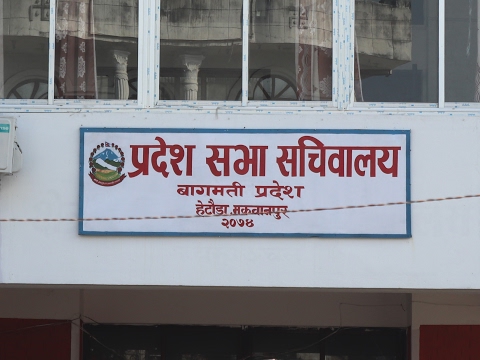 प्रदेश सभा सचिवालय
बागमती प्रदेश
हेटौंडा, मकवानपुर
२०७४